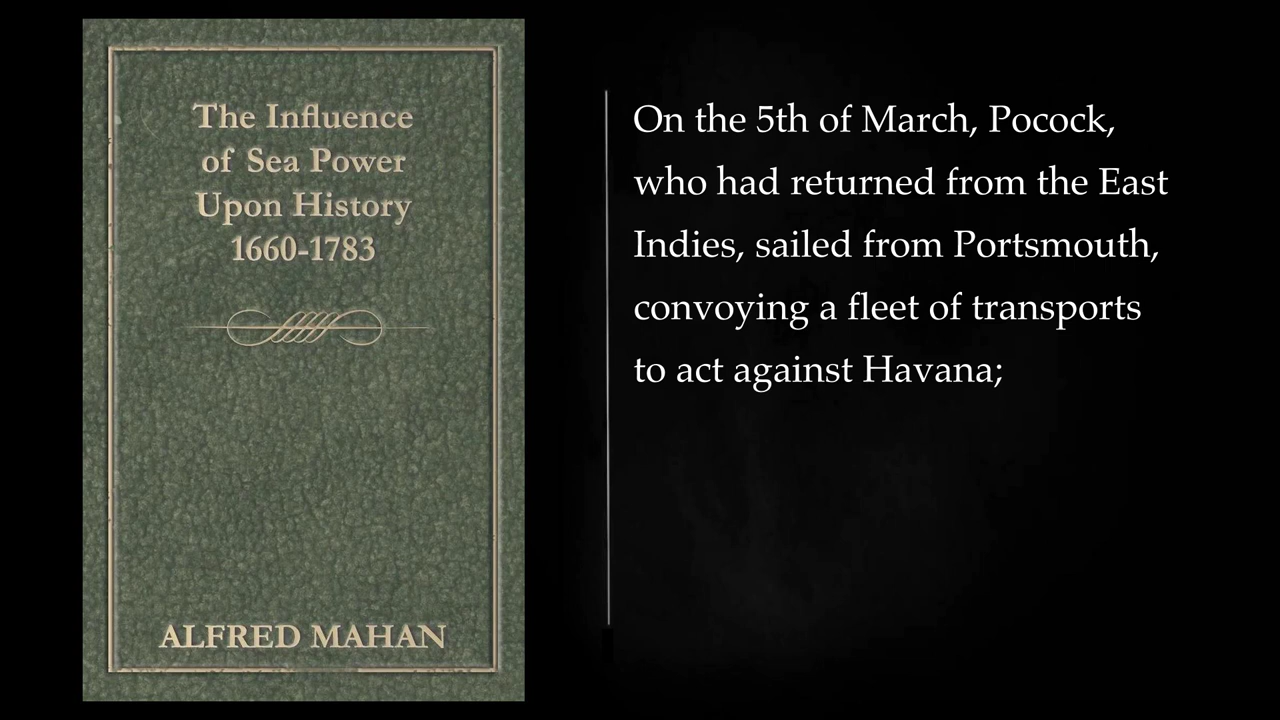 The Influence
of Sea Power
Upon History
1660-1783
ALFRED MAHAN
On the 5th of March, Pocock,
who had returned from the East
Indies, sailed from Portsmouth,
convoying a fleet of transports
to act against Havana;